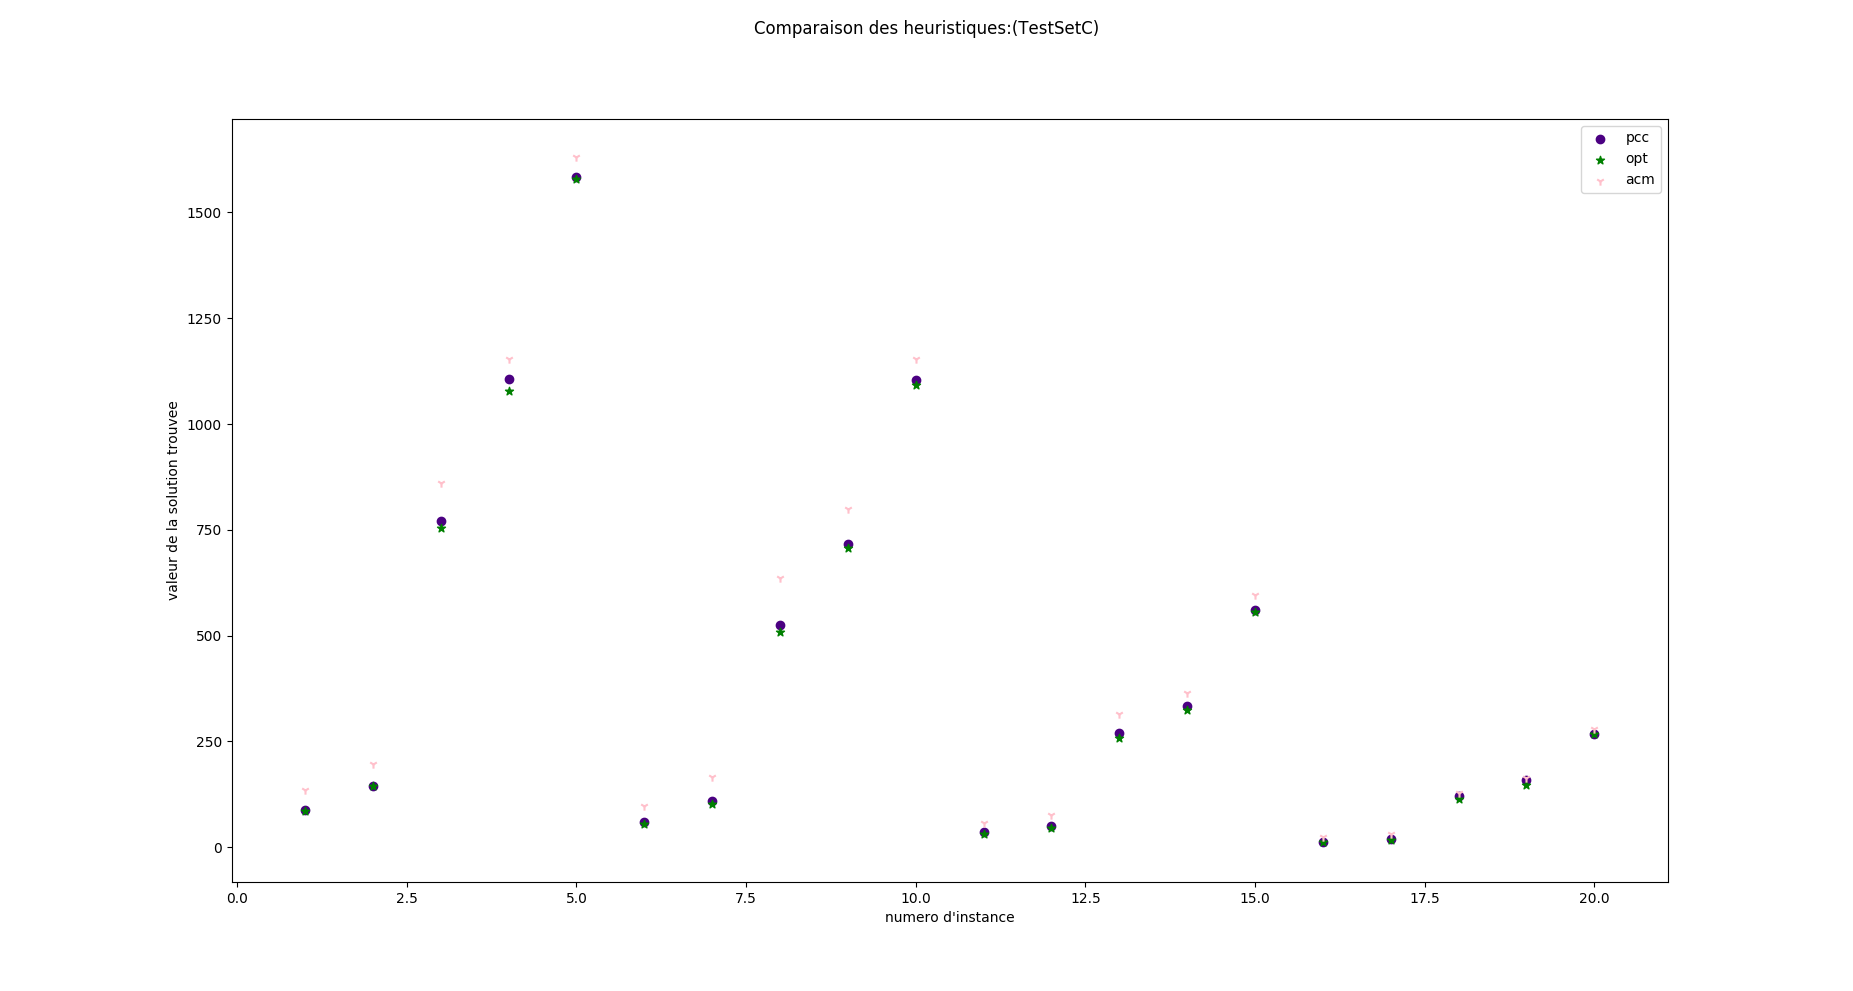 Comparaison des heuristiques:(TestSetC)
pcc
opt
acm
valeur de la solution trouvee
1500
1250
1000
750
500
250
0
0.0 2.5 5.0 7.5 10.0 12.5 15.0 17.5 20.0
numero d'instance